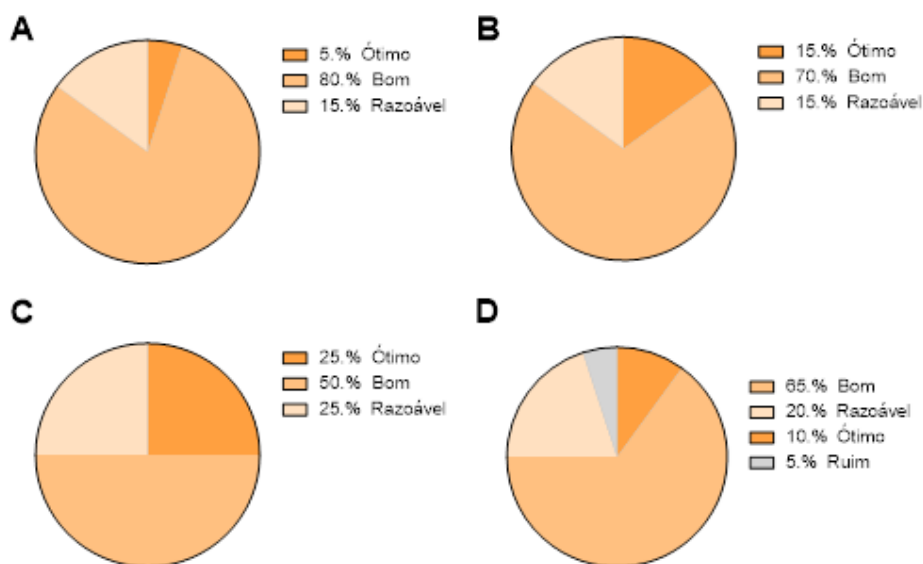 A
5.% Ótimo
80.% Bom
15.% Razoável
B
15.% Ótimo
70.% Bom
15.% Razoável
C
25.% Ótimo
50.% Bom
25.% Razoável
D
65.% Bom
20.% Razoável
10.% Ótimo
5.% Ruim